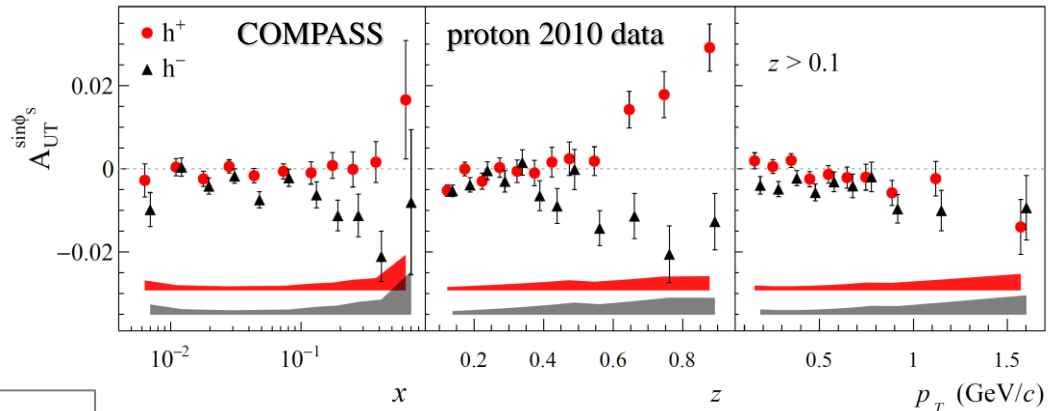 h⁺ COMPASS proton 2010 data
h⁻ z > 0.1
A_UT^sinϕ_S
0.02
0
−0.02
10⁻² 10⁻¹ 0.2 0.4 0.6 0.8 0.5 1 1.5
x z p_T (GeV/c)